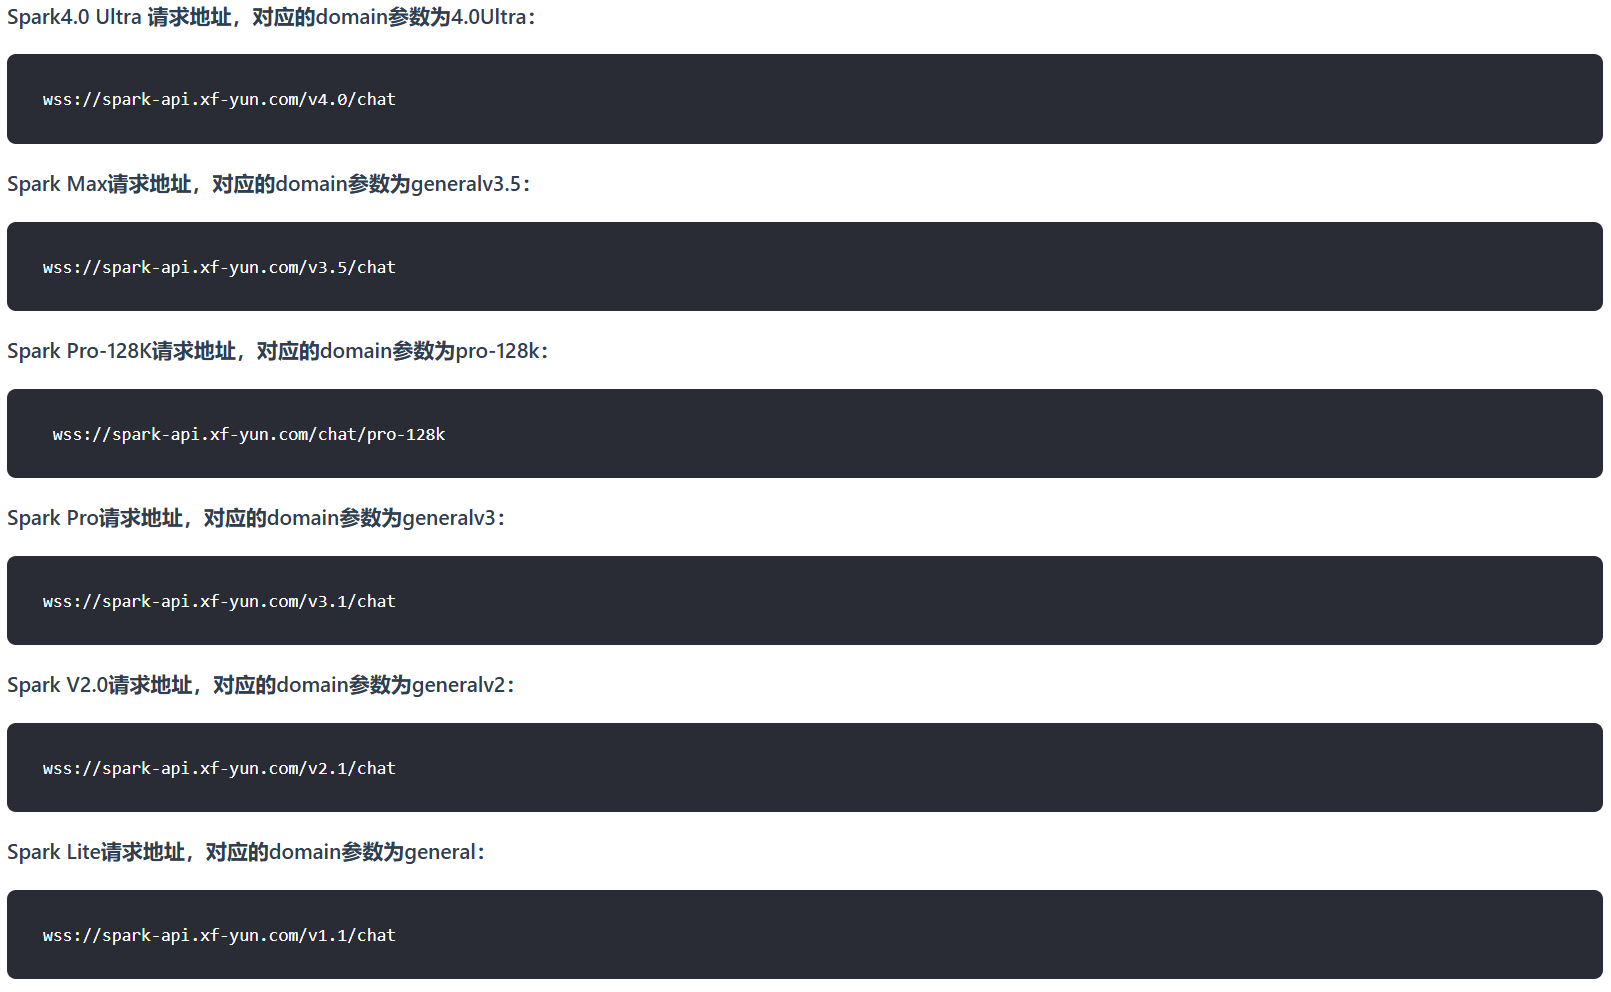 Spark4.0 Ultra 请求地址，对应的domain参数为4.0Ultra：
wss://spark-api.xf-yun.com/v4.0/chat
Spark Max请求地址，对应的domain参数为generalv3.5：
wss://spark-api.xf-yun.com/v3.5/chat
Spark Pro-128K请求地址，对应的domain参数为pro-128k：
wss://spark-api.xf-yun.com/chat/pro-128k
Spark Pro请求地址，对应的domain参数为generalv3：
wss://spark-api.xf-yun.com/v3.1/chat
Spark V2.0请求地址，对应的domain参数为generalv2：
wss://spark-api.xf-yun.com/v2.1/chat
Spark Lite请求地址，对应的domain参数为general：
wss://spark-api.xf-yun.com/v1.1/chat